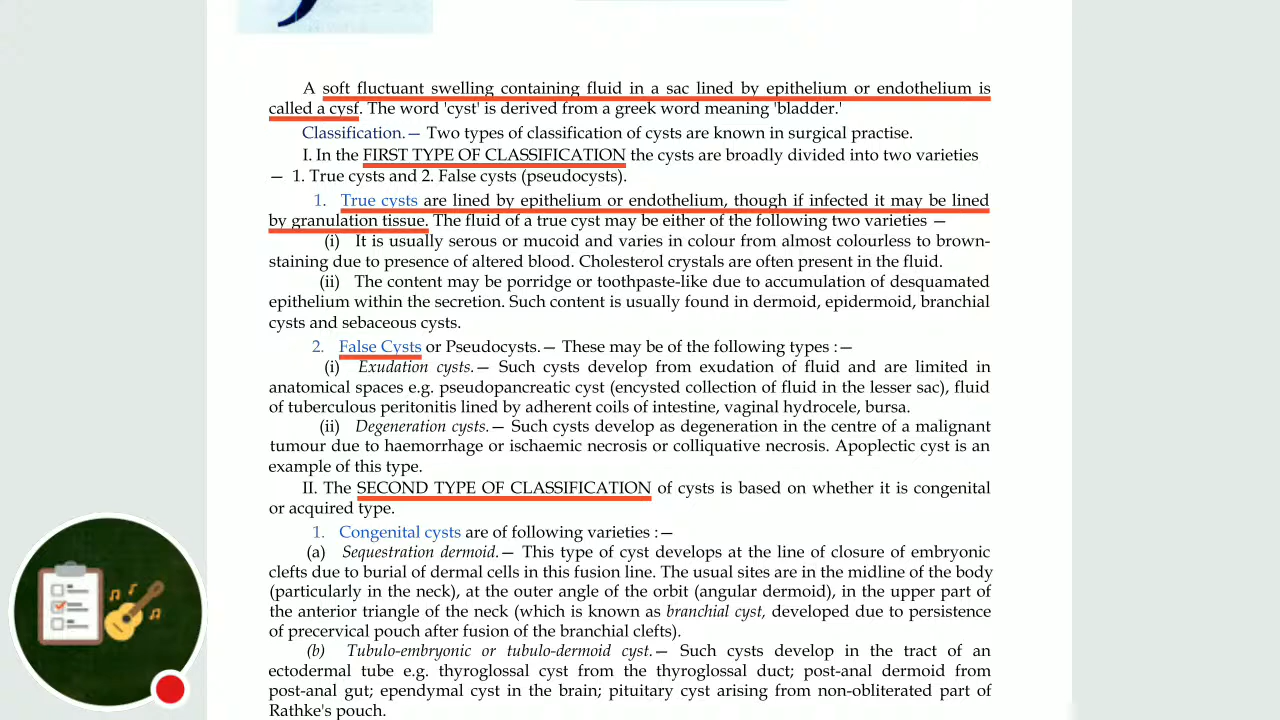 A soft fluctuant swelling containing fluid in a sac lined by epithelium or endothelium is
called a cyst. The word 'cyst' is derived from a greek word meaning 'bladder.'
Classification.— Two types of classification of cysts are known in surgical practise.
I. In the FIRST TYPE OF CLASSIFICATION the cysts are broadly divided into two varieties
— 1. True cysts and 2. False cysts (pseudocysts).
1. True cysts are lined by epithelium or endothelium, though if infected it may be lined
by granulation tissue. The fluid of a true cyst may be either of the following two varieties —
(i) It is usually serous or mucoid and varies in colour from almost colourless to brown-
staining due to presence of altered blood. Cholesterol crystals are often present in the fluid.
(ii) The content may be porridge or toothpaste-like due to accumulation of desquamated
epithelium within the secretion. Such content is usually found in dermoid, epidermoid, branchial
cysts and sebaceous cysts.
2. False Cysts or Pseudocysts.— These may be of the following types :—
(i) Exudation cysts.— Such cysts develop from exudation of fluid and are limited in
anatomical spaces e.g. pseudopancreatic cyst (encysted collection of fluid in the lesser sac), fluid
of tuberculous peritonitis lined by adherent coils of intestine, vaginal hydrocele, bursa.
(ii) Degeneration cysts.— Such cysts develop as degeneration in the centre of a malignant
tumour due to haemorrhage or ischaemic necrosis or colliquative necrosis. Apoplectic cyst is an
example of this type.
II. The SECOND TYPE OF CLASSIFICATION of cysts is based on whether it is congenital
or acquired type.
1. Congenital cysts are of following varieties :—
(a) Sequestration dermoid.— This type of cyst develops at the line of closure of embryonic
clefts due to burial of dermal cells in this fusion line. The usual sites are in the midline of the body
(particularly in the neck), at the outer angle of the orbit (angular dermoid), in the upper part of
the anterior triangle of the neck (which is known as branchial cyst, developed due to persistence
of precervical pouch after fusion of the branchial clefts).
(b) Tubulo-embryonic or tubulo-dermoid cyst.— Such cysts develop in the tract of an
ectodermal tube e.g. thyroglossal cyst from the thyroglossal duct; post-anal dermoid from
post-anal gut; ependymal cyst in the brain; pituitary cyst arising from non-obliterated part of
Rathke's pouch.